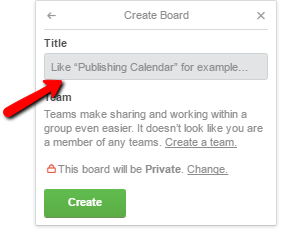 Create Board
Title
Like “Publishing Calendar” for example…
Team
Teams make sharing and working within a
group even easier. It doesn’t look like you are
a member of any teams. Create a team.
This board will be Private. Change.
Create